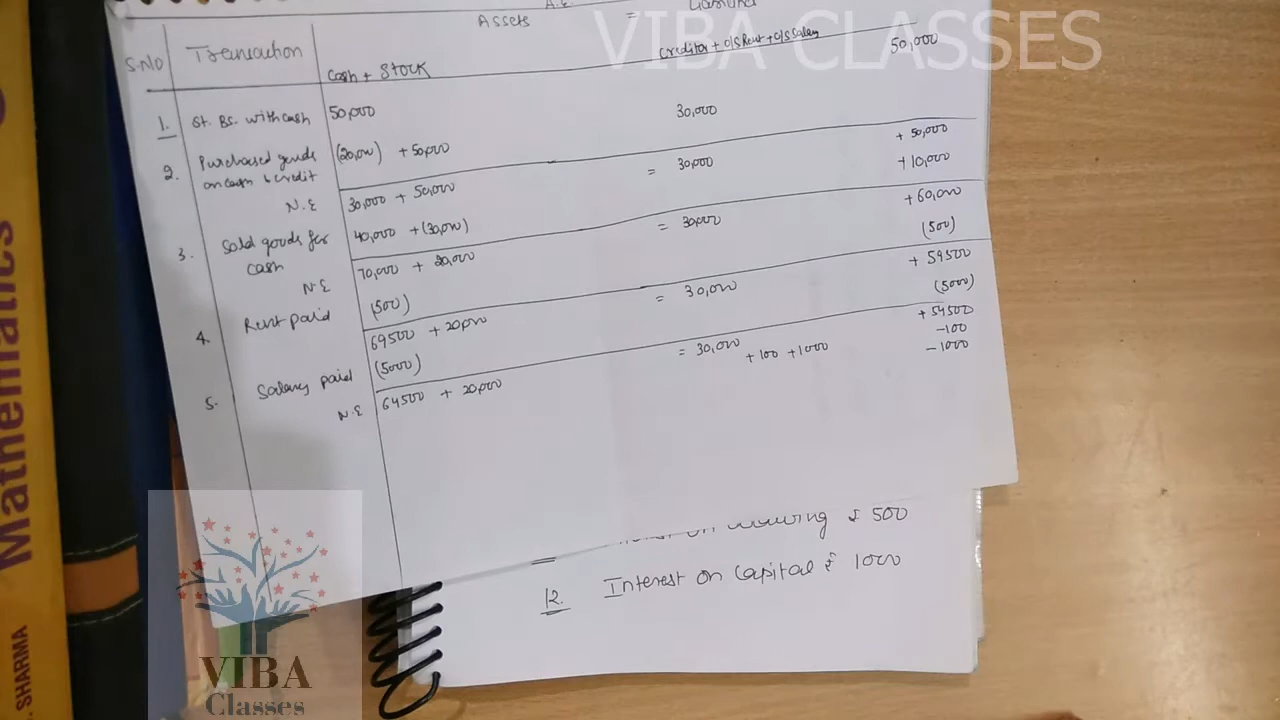 VIBA CLASSES
Assets =
S.No Transaction Cash + Stock Creditor + O/S Rent + O/S Salary 50,000
1. St. Bs. with cash 50,000 30,000
2. Purchased goods (20,000) + 50,000 + 50,000
on cash & credit = 30,000 + 10,000
N.E 30,000 + 50,000
3. Sold goods for 40,000 + (30,000) = 30,000 + 60,000
cash (500)
N.E 70,000 + 20,000
4. Rent paid (500) = 30,000 + 59500
69500 + 20,000 (5000)
5. Salary paid (5000) = 30,000 + 54500
+ 100 + 1000 - 100
N.E 64500 + 20,000 - 1000
500
12. Interest on Capital ₹ 1000
Mathematics
SHARMA
VIBA
Classes